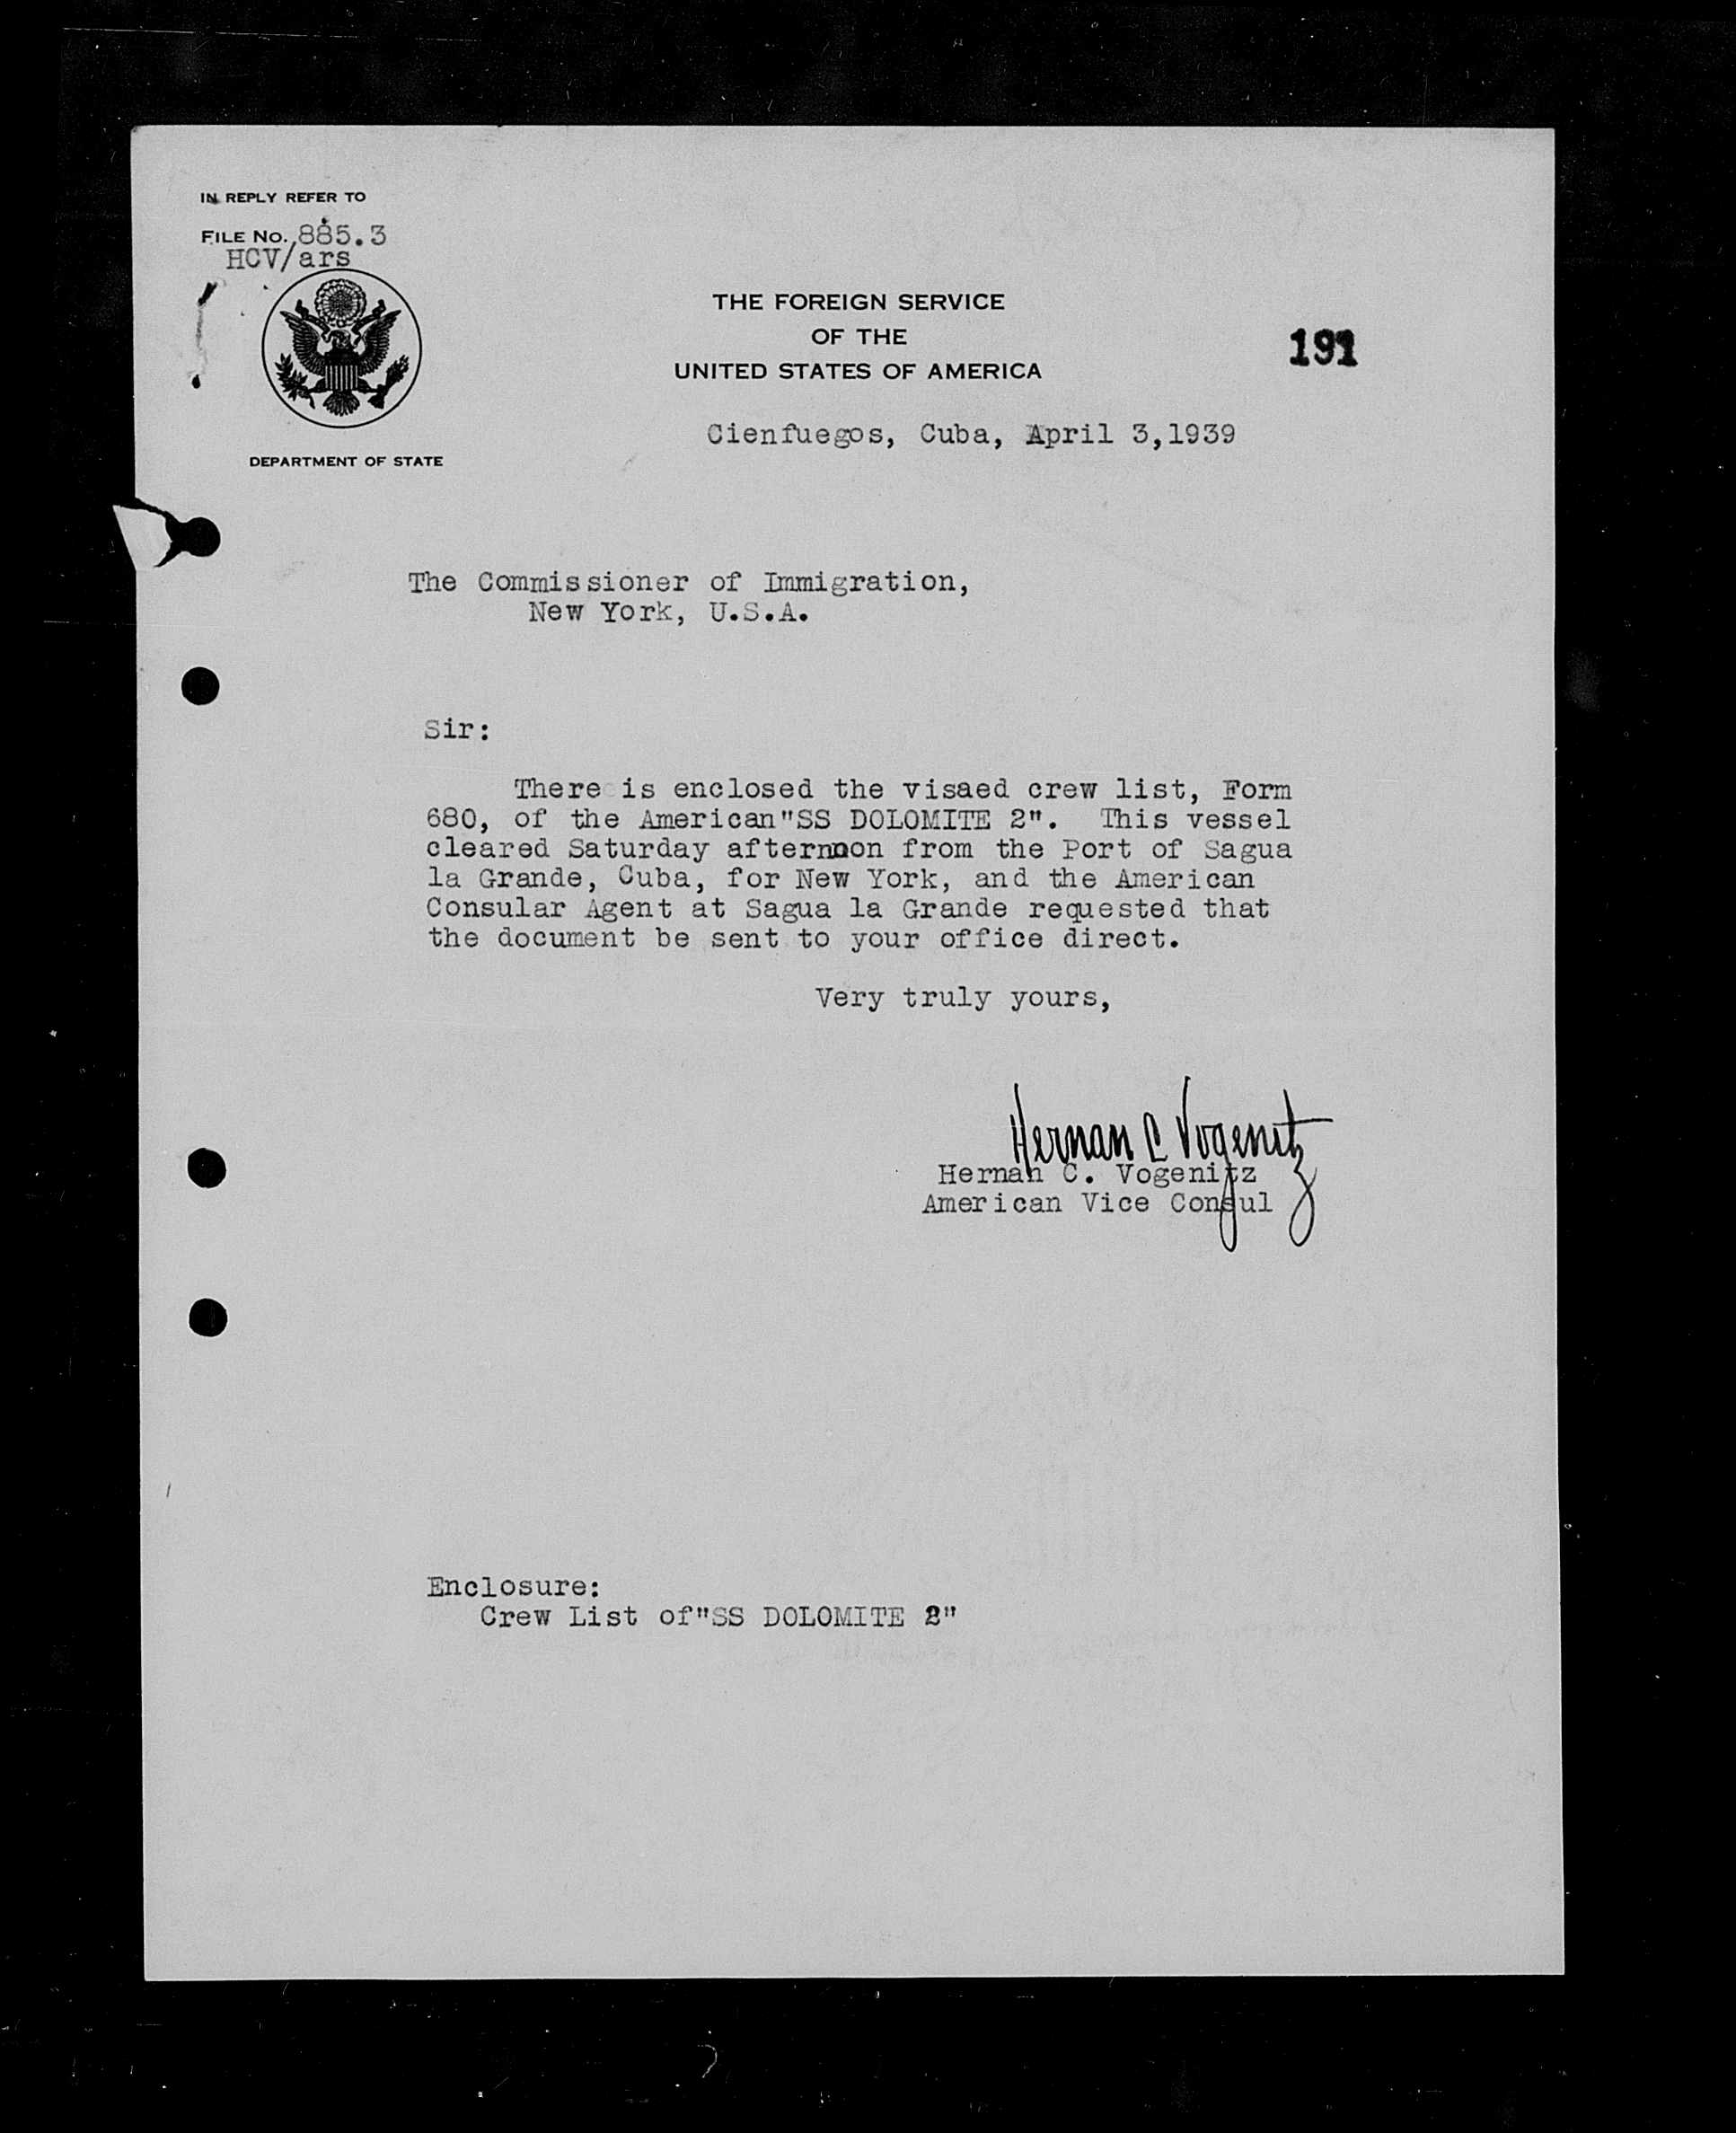 IN REPLY REFER TO
FILE NO. 885.3
HCV/ars
THE FOREIGN SERVICE
OF THE
UNITED STATES OF AMERICA
191
Cienfuegos, Cuba, April 3,1939
DEPARTMENT OF STATE
The Commissioner of Immigration,
New York, U.S.A.
Sir:
There is enclosed the visaed crew list, Form
680, of the American"SS DOLOMITE 2". This vessel
cleared Saturday afternnon from the Port of Sagua
la Grande, Cuba, for New York, and the American
Consular Agent at Sagua la Grande requested that
the document be sent to your office direct.
Very truly yours,
Hernan C Vogenitz
Hernan C. Vogenitz
American Vice Consul
Enclosure:
Crew List of"SS DOLOMITE 2"